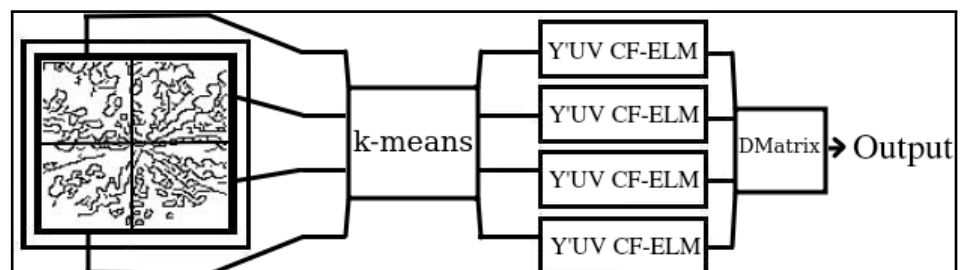 Y'UV CF-ELM
Y'UV CF-ELM
k-means
DMatrix
Output
Y'UV CF-ELM
Y'UV CF-ELM